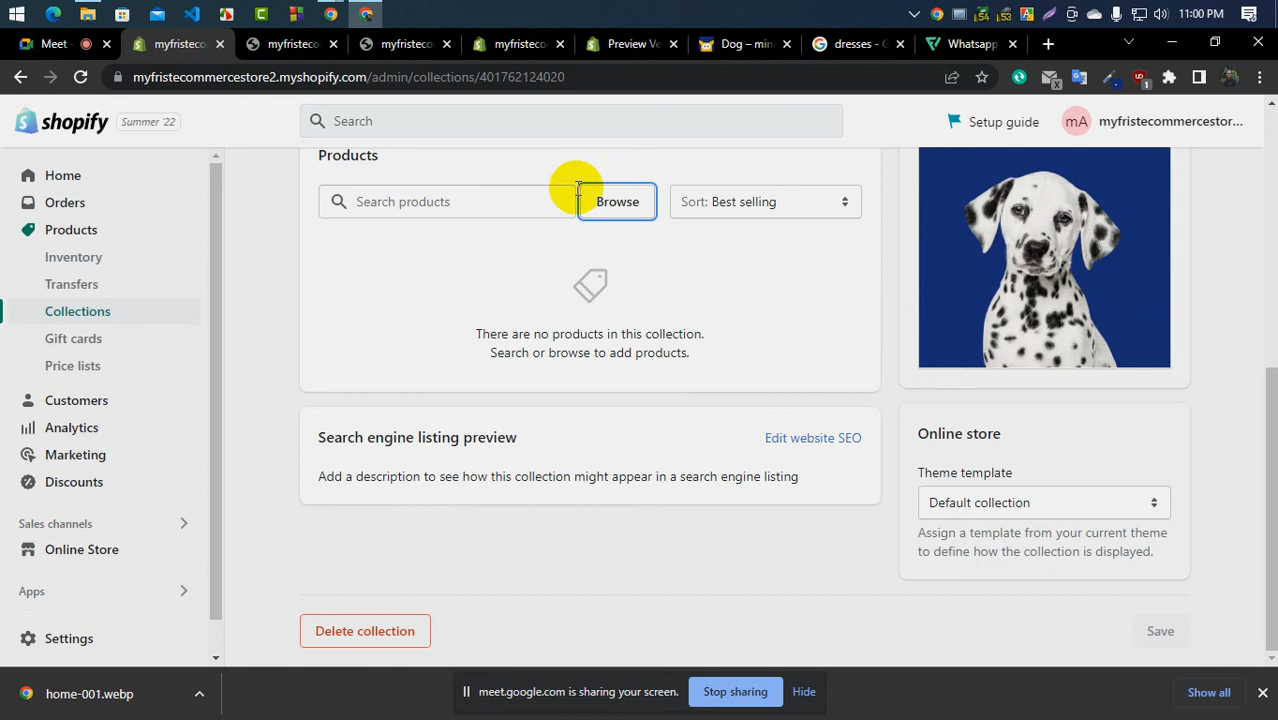 11:00 PM
Meet -
myfristecom
myfristecom
myfristecom
myfristecom
Preview Ve
Dog – min
dresses - G
Whatsapp
myfristecommercestore2.myshopify.com/admin/collections/401762124020
shopify
Summer '22
Search
Setup guide
mA
myfristecommercestor...
Home
Orders
Products
Inventory
Transfers
Collections
Gift cards
Price lists
Customers
Analytics
Marketing
Discounts
Sales channels
Online Store
Apps
Settings
Products
Search products
Browse
Sort: Best selling
There are no products in this collection.
Search or browse to add products.
Search engine listing preview
Edit website SEO
Add a description to see how this collection might appear in a search engine listing
Online store
Theme template
Default collection
Assign a template from your current theme
to define how the collection is displayed.
Delete collection
Save
home-001.webp
meet.google.com is sharing your screen.
Stop sharing
Hide
Show all